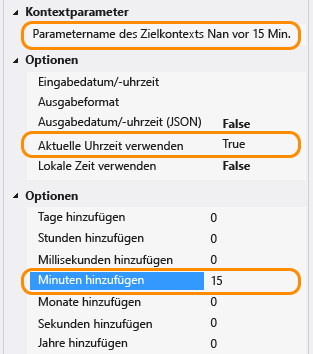 Kontextparameter
Parametername des Zielkontexts Nan vor 15 Min.
Optionen
Eingabedatum/-uhrzeit
Ausgabeformat
Ausgabedatum/-uhrzeit (JSON) False
Aktuelle Uhrzeit verwenden True
Lokale Zeit verwenden False
Optionen
Tage hinzufügen 0
Stunden hinzufügen 0
Millisekunden hinzufügen 0
Minuten hinzufügen 15
Monate hinzufügen 0
Sekunden hinzufügen 0
Jahre hinzufügen 0